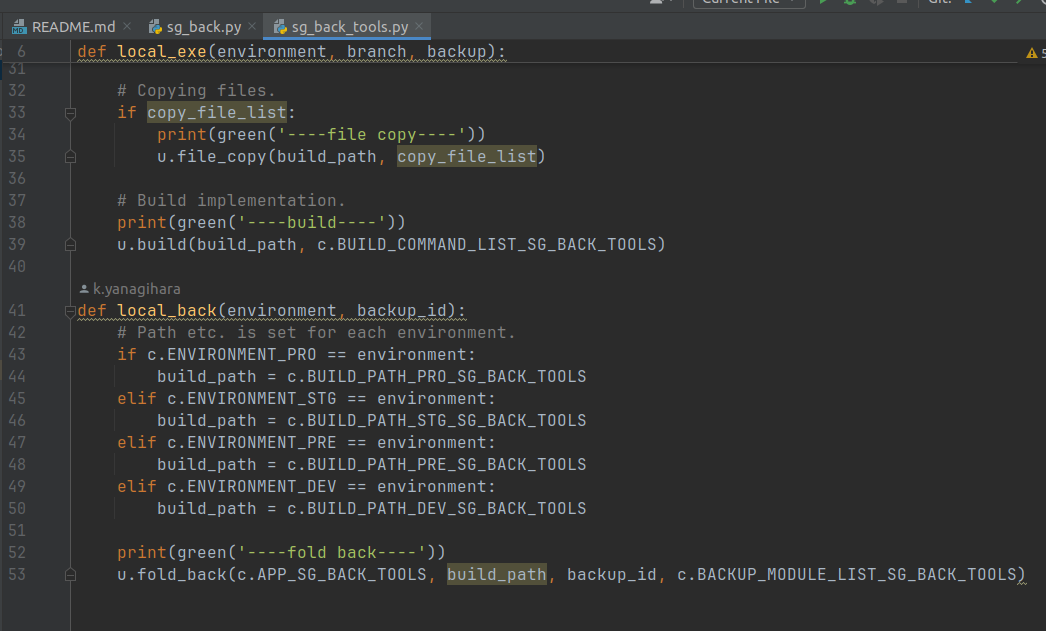 Current File
Git:
README.md
sg_back.py
sg_back_tools.py
6 def local_exe(environment, branch, backup):
5
31
32 # Copying files.
33 if copy_file_list:
34 print(green('----file copy----'))
35 u.file_copy(build_path, copy_file_list)
36
37 # Build implementation.
38 print(green('----build----'))
39 u.build(build_path, c.BUILD_COMMAND_LIST_SG_BACK_TOOLS)
40
k.yanagihara
41 def local_back(environment, backup_id):
42 # Path etc. is set for each environment.
43 if c.ENVIRONMENT_PRO == environment:
44 build_path = c.BUILD_PATH_PRO_SG_BACK_TOOLS
45 elif c.ENVIRONMENT_STG == environment:
46 build_path = c.BUILD_PATH_STG_SG_BACK_TOOLS
47 elif c.ENVIRONMENT_PRE == environment:
48 build_path = c.BUILD_PATH_PRE_SG_BACK_TOOLS
49 elif c.ENVIRONMENT_DEV == environment:
50 build_path = c.BUILD_PATH_DEV_SG_BACK_TOOLS
51
52 print(green('----fold back----'))
53 u.fold_back(c.APP_SG_BACK_TOOLS, build_path, backup_id, c.BACKUP_MODULE_LIST_SG_BACK_TOOLS)